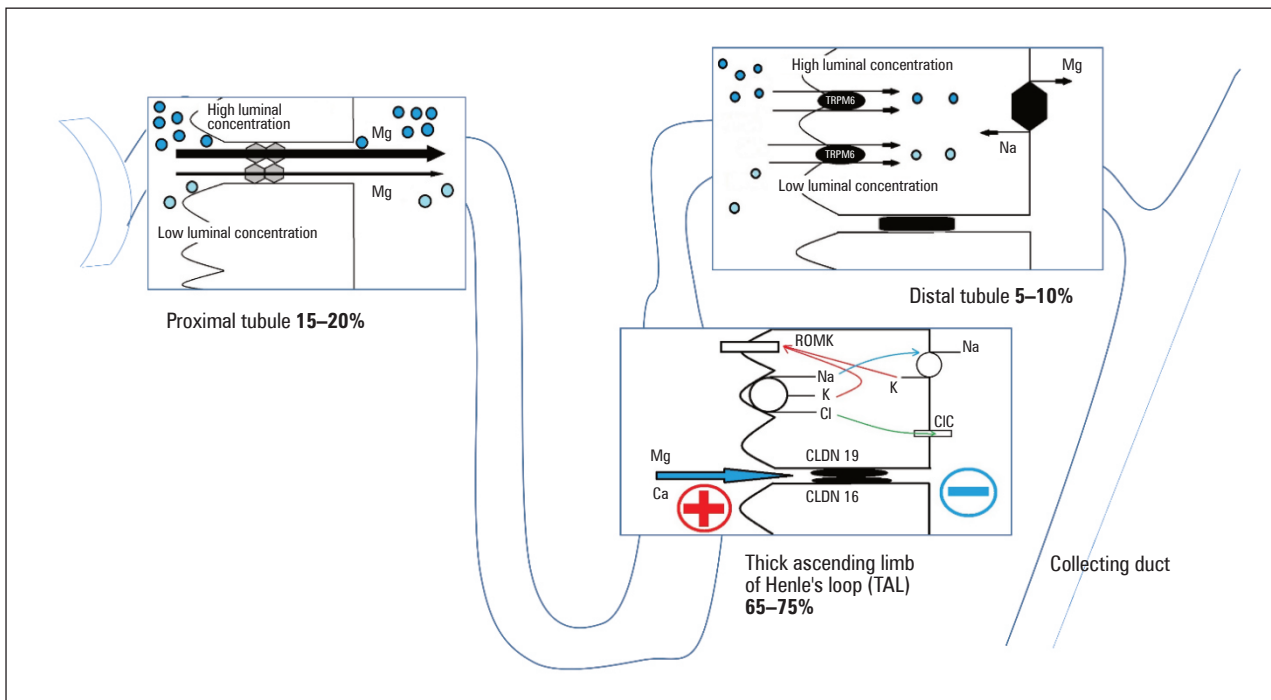 High luminal
concentration
Mg
Mg
Low luminal concentration
Proximal tubule 15–20%
High luminal concentration
Mg
TRPM6
TRPM6
Na
Low luminal concentration
Distal tubule 5–10%
ROMK
Na
Na
K
K
Cl
ClC
Mg
CLDN 19
Ca
CLDN 16
Thick ascending limb
of Henle's loop (TAL)
65–75%
Collecting duct